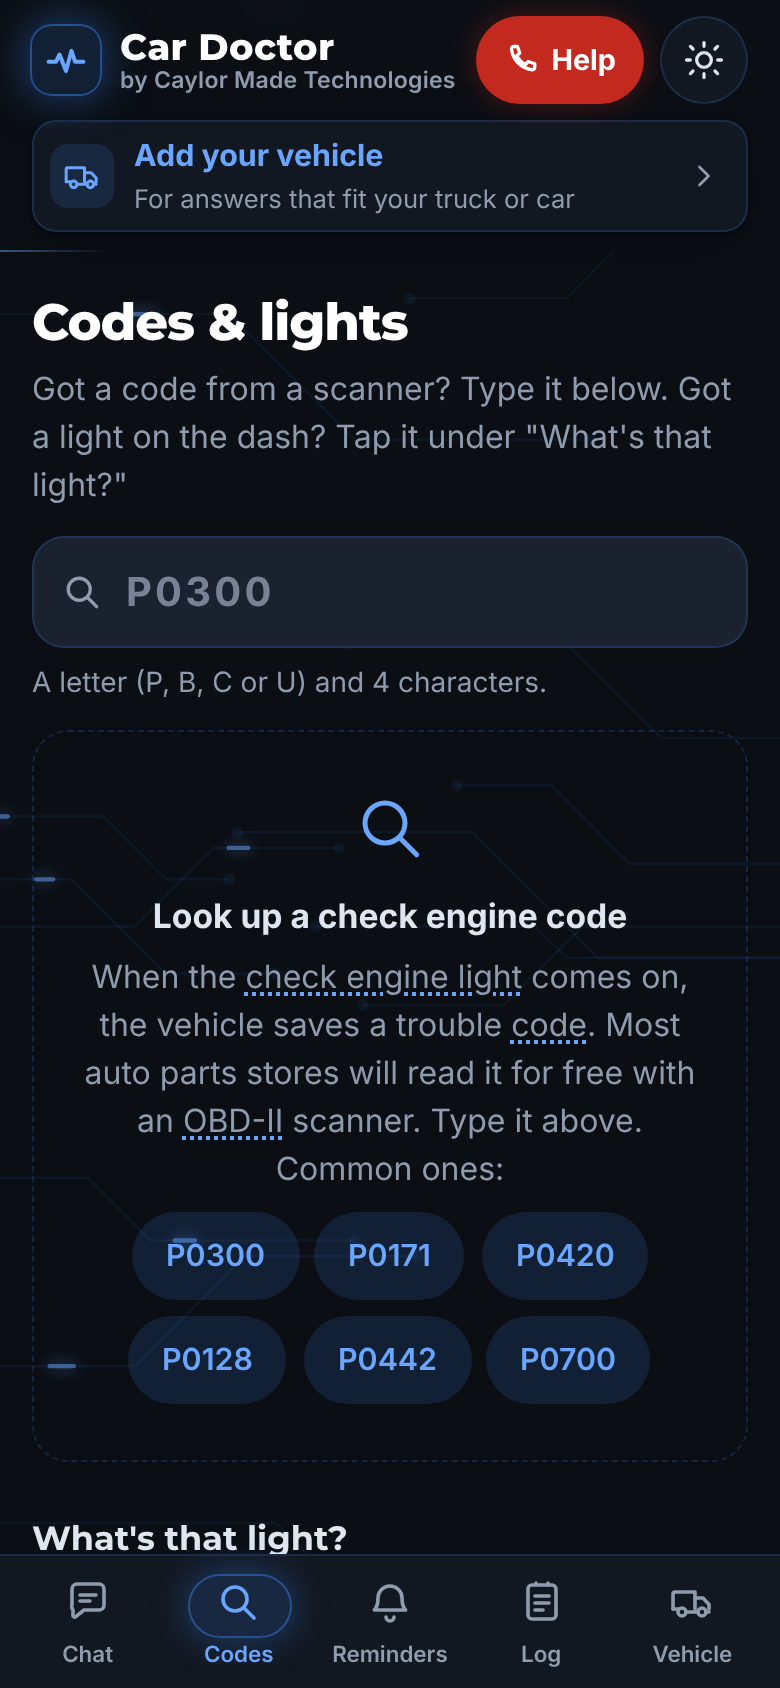 Car Doctor
by Caylor Made Technologies
Help
Add your vehicle
For answers that fit your truck or car
Codes & lights
Got a code from a scanner? Type it below. Got
a light on the dash? Tap it under "What's that
light?"
P0300
A letter (P, B, C or U) and 4 characters.
Look up a check engine code
When the check engine light comes on,
the vehicle saves a trouble code. Most
auto parts stores will read it for free with
an OBD-II scanner. Type it above.
Common ones:
P0300 P0171 P0420
P0128 P0442 P0700
What's that light?
Chat Codes Reminders Log Vehicle